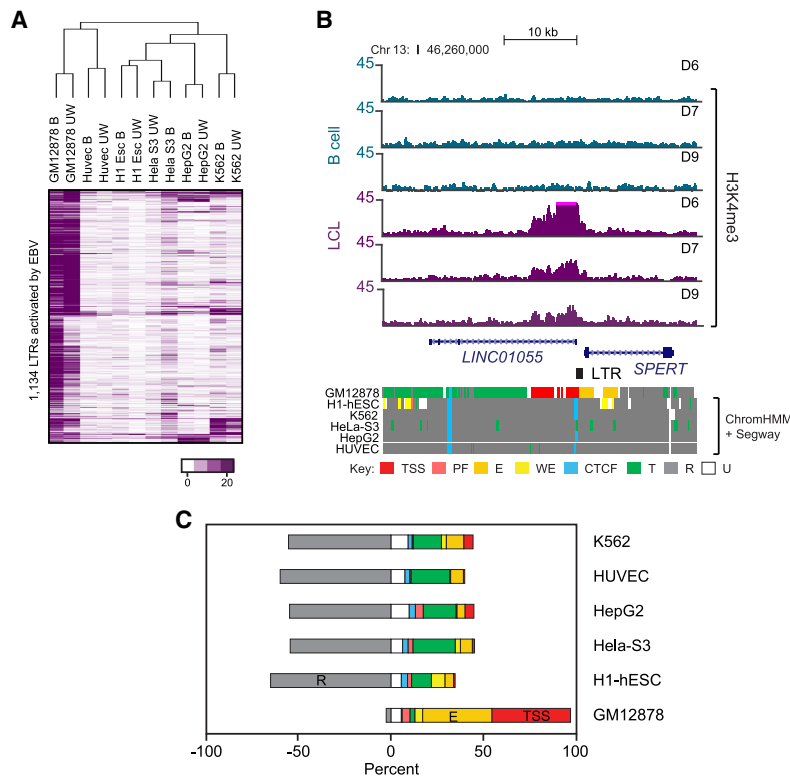 A
GM12878 B
GM12878 UW
Huvec B
Huvec UW
H1 Esc B
H1 Esc UW
Hela S3 UW
Hela S3 B
HepG2 B
HepG2 UW
K562 B
K562 UW
1,134 LTRs activated by EBV
0 20
B
10 kb
Chr 13: 46,260,000
45 D6
45 D7
45 D9
B cell
45 D6
45 D7
45 D9
LCL
H3K4me3
LINC01055
LTR SPERT
GM12878
H1-hESC
K562
HeLa-S3
HepG2
HUVEC
ChromHMM
+ Segway
Key: TSS PF E WE CTCF T R U
C
K562
HUVEC
HepG2
Hela-S3
R H1-hESC
E TSS GM12878
-100 -50 0 50 100
Percent